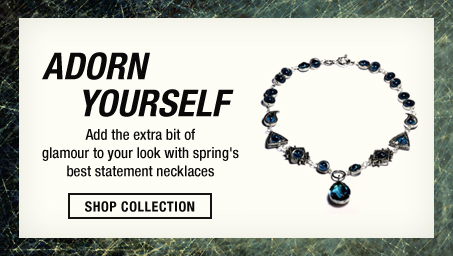 ADORN
YOURSELF
Add the extra bit of
glamour to your look with spring's
best statement necklaces
SHOP COLLECTION